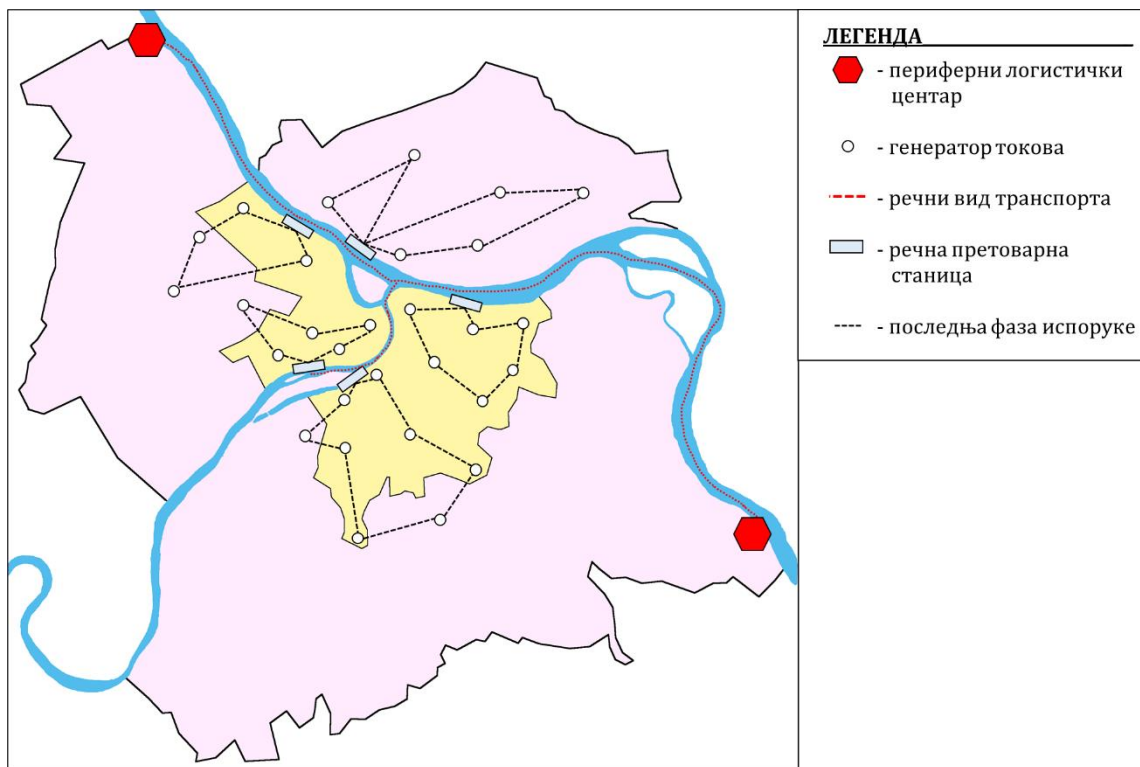 ЛЕГЕНДА
- периферни логистички
центар
- генератор токова
- речни вид транспорта
- речна претоварна
станица
- последња фаза испоруке